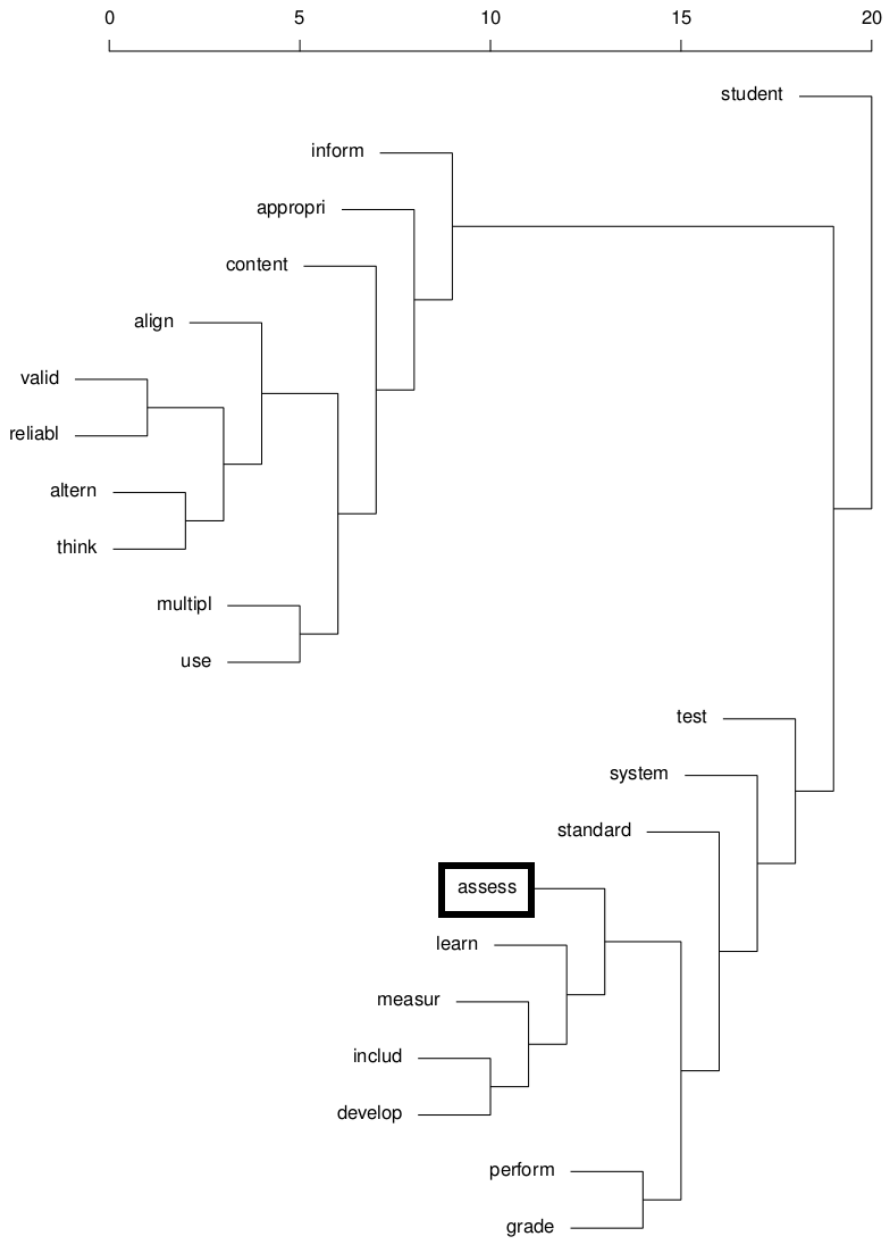 0 5 10 15 20
student
inform
appropri
content
align
valid
reliabl
altern
think
multipl
use
test
system
standard
assess
learn
measur
includ
develop
perform
grade